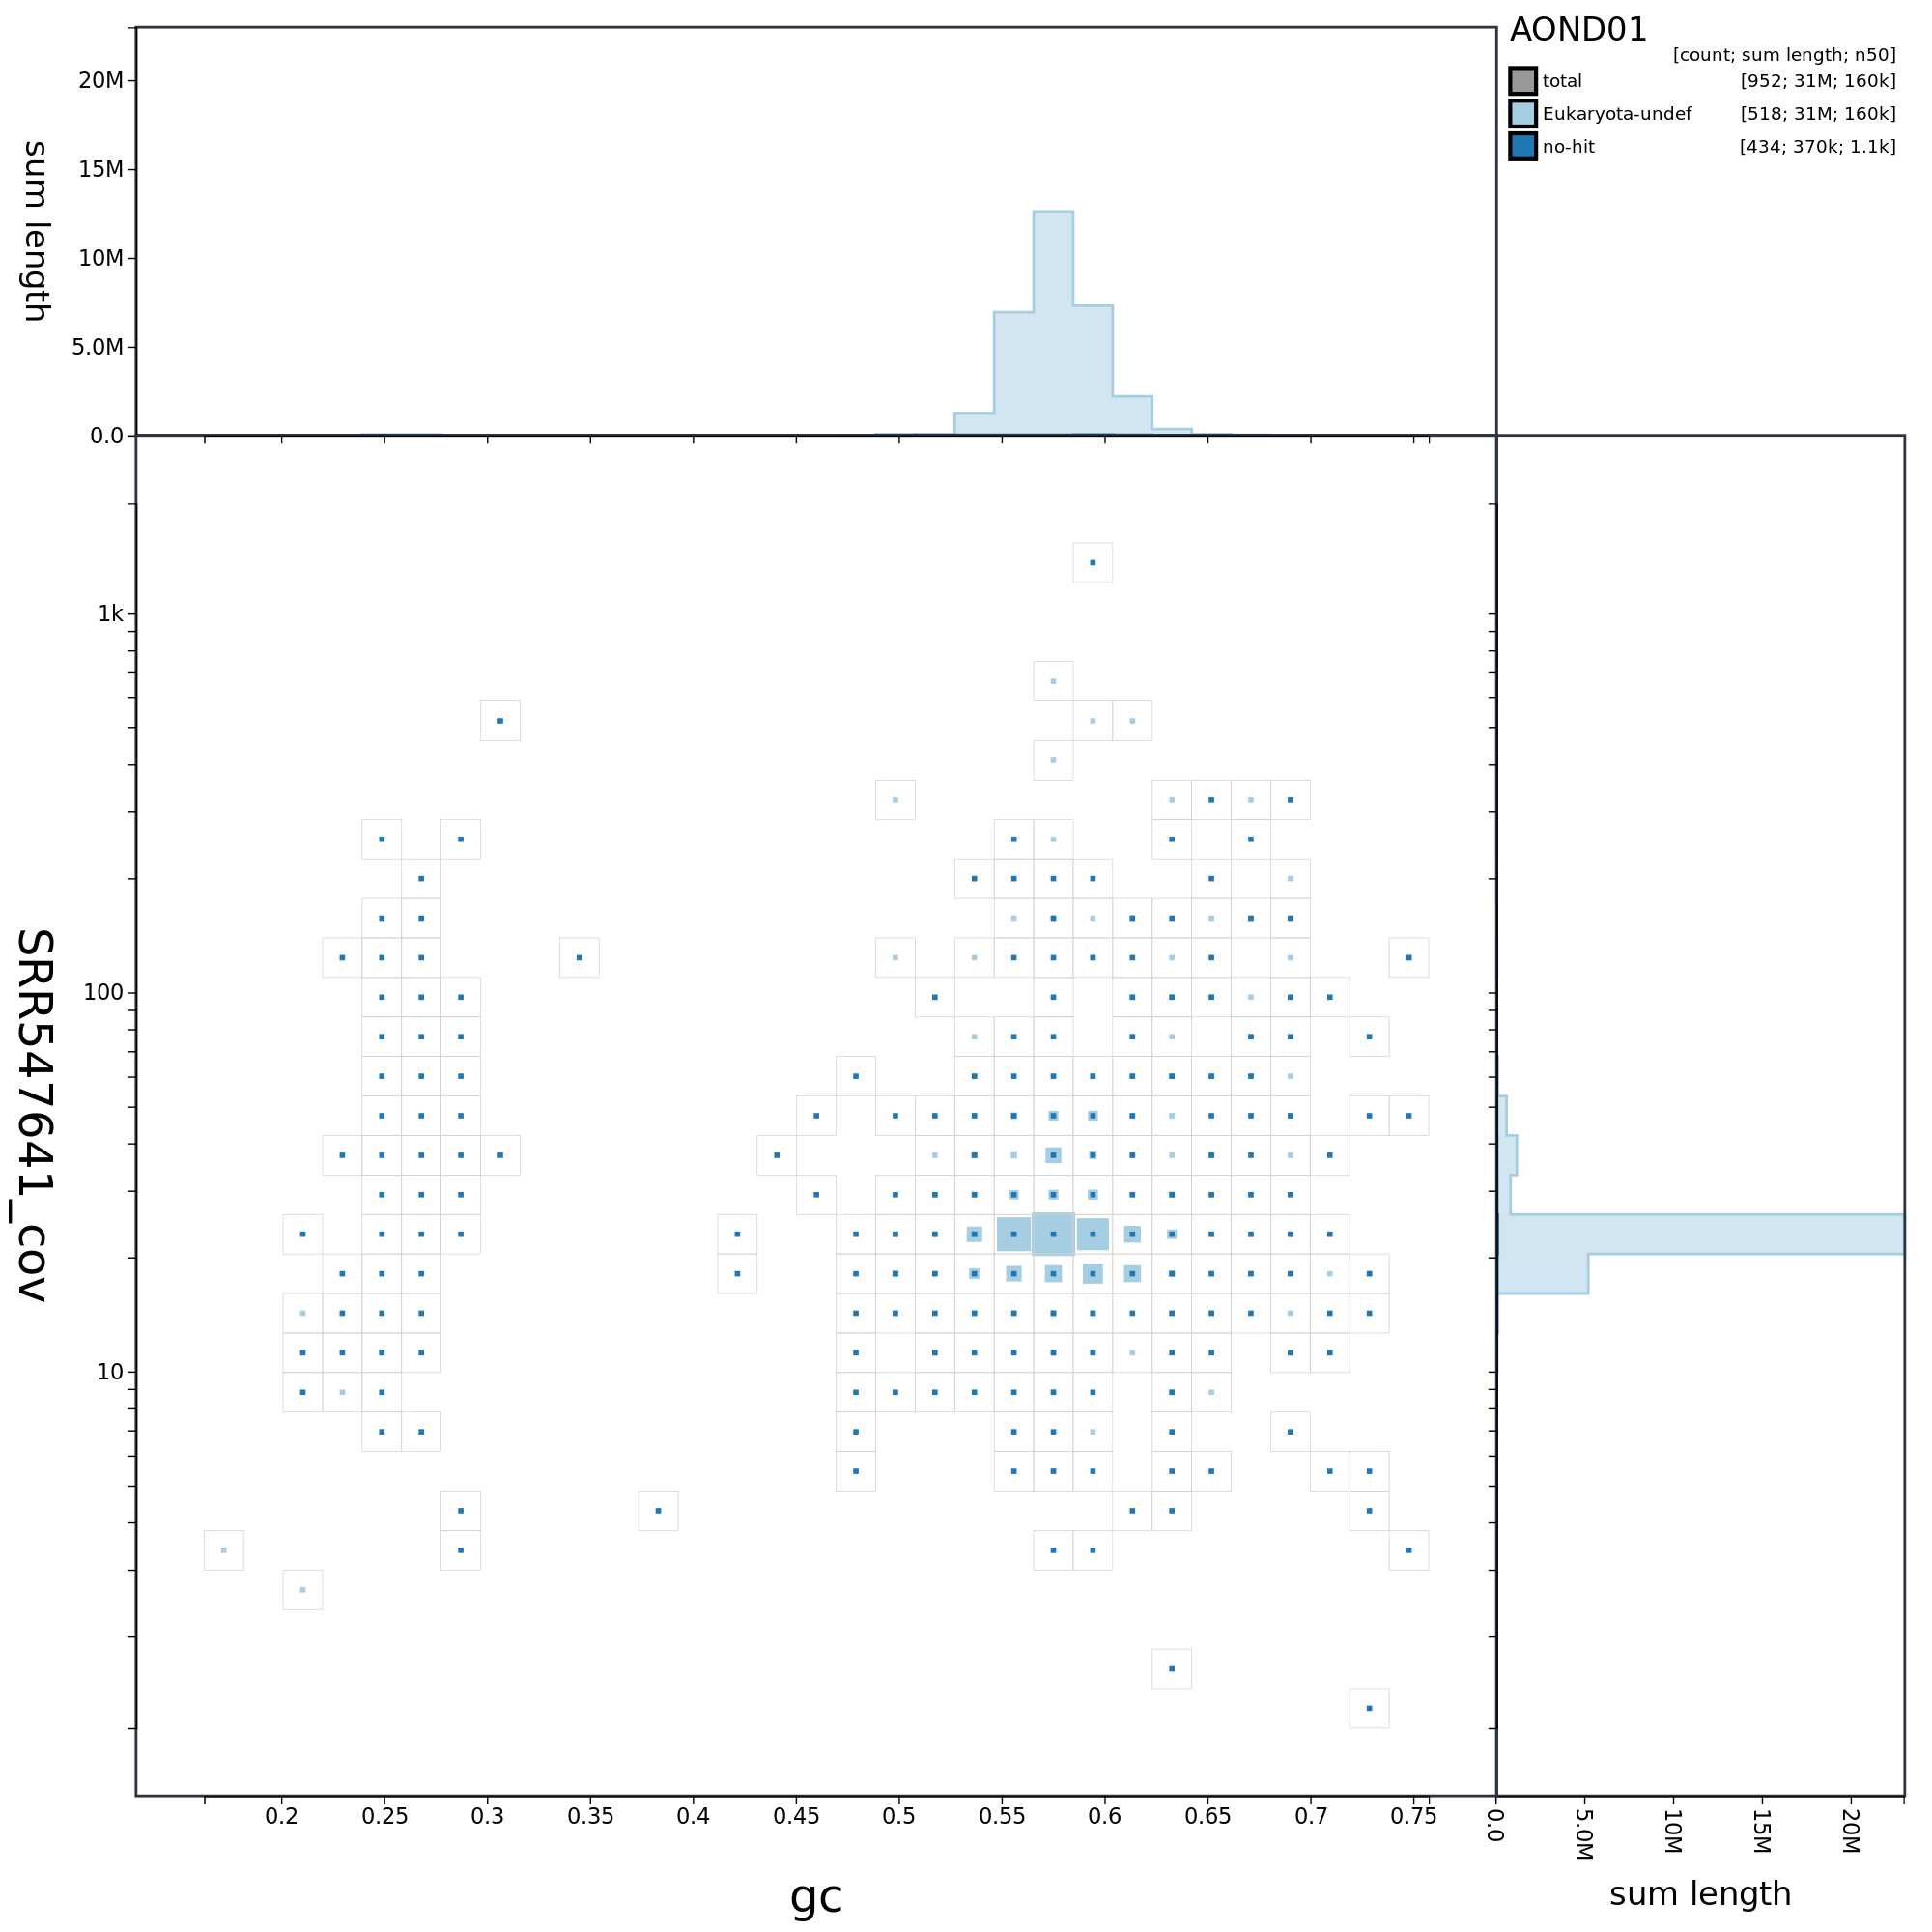 AOND01
[count; sum length; n50]
total [952; 31M; 160k]
Eukaryota-undef [518; 31M; 160k]
no-hit [434; 370k; 1.1k]
sum length
20M
15M
10M
5.0M
0.0
SRR547641_cov
1k
100
10
0.2 0.25 0.3 0.35 0.4 0.45 0.5 0.55 0.6 0.65 0.7 0.75
gc
0.0 5.0M 10M 15M 20M
sum length